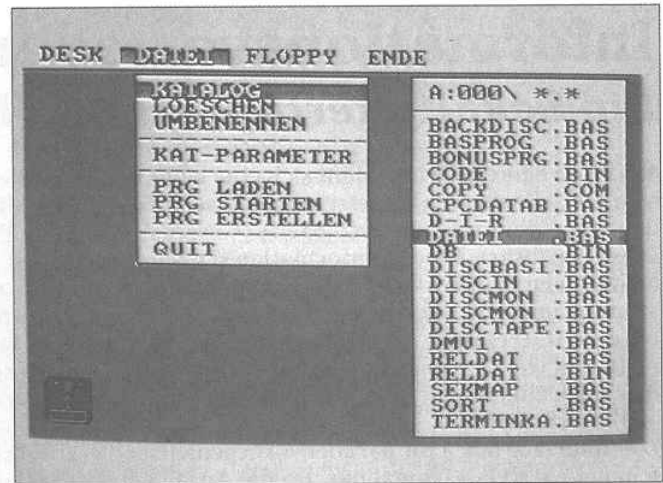 DESK DATEI FLOPPY ENDE
KATALOG
LOESCHEN
UMBENENNEN
KAT-PARAMETER
PRG LADEN
PRG STARTEN
PRG ERSTELLEN
QUIT
A:000\ *.*
BACKDISC.BAS
BASPROG .BAS
BONUSPRG.BAS
CODE .BIN
COPY .COM
CPCDATAB.BAS
D-I-R .BAS
DATEI .BAS
DB .BIN
DISCBASI.BAS
DISCIN .BAS
DISCMON .BAS
DISCMON .BIN
DISCTAPE.BAS
DMV1 .BAS
RELDAT .BAS
RELDAT .BIN
SEKMAP .BAS
SORT .BAS
TERMINKA.BAS